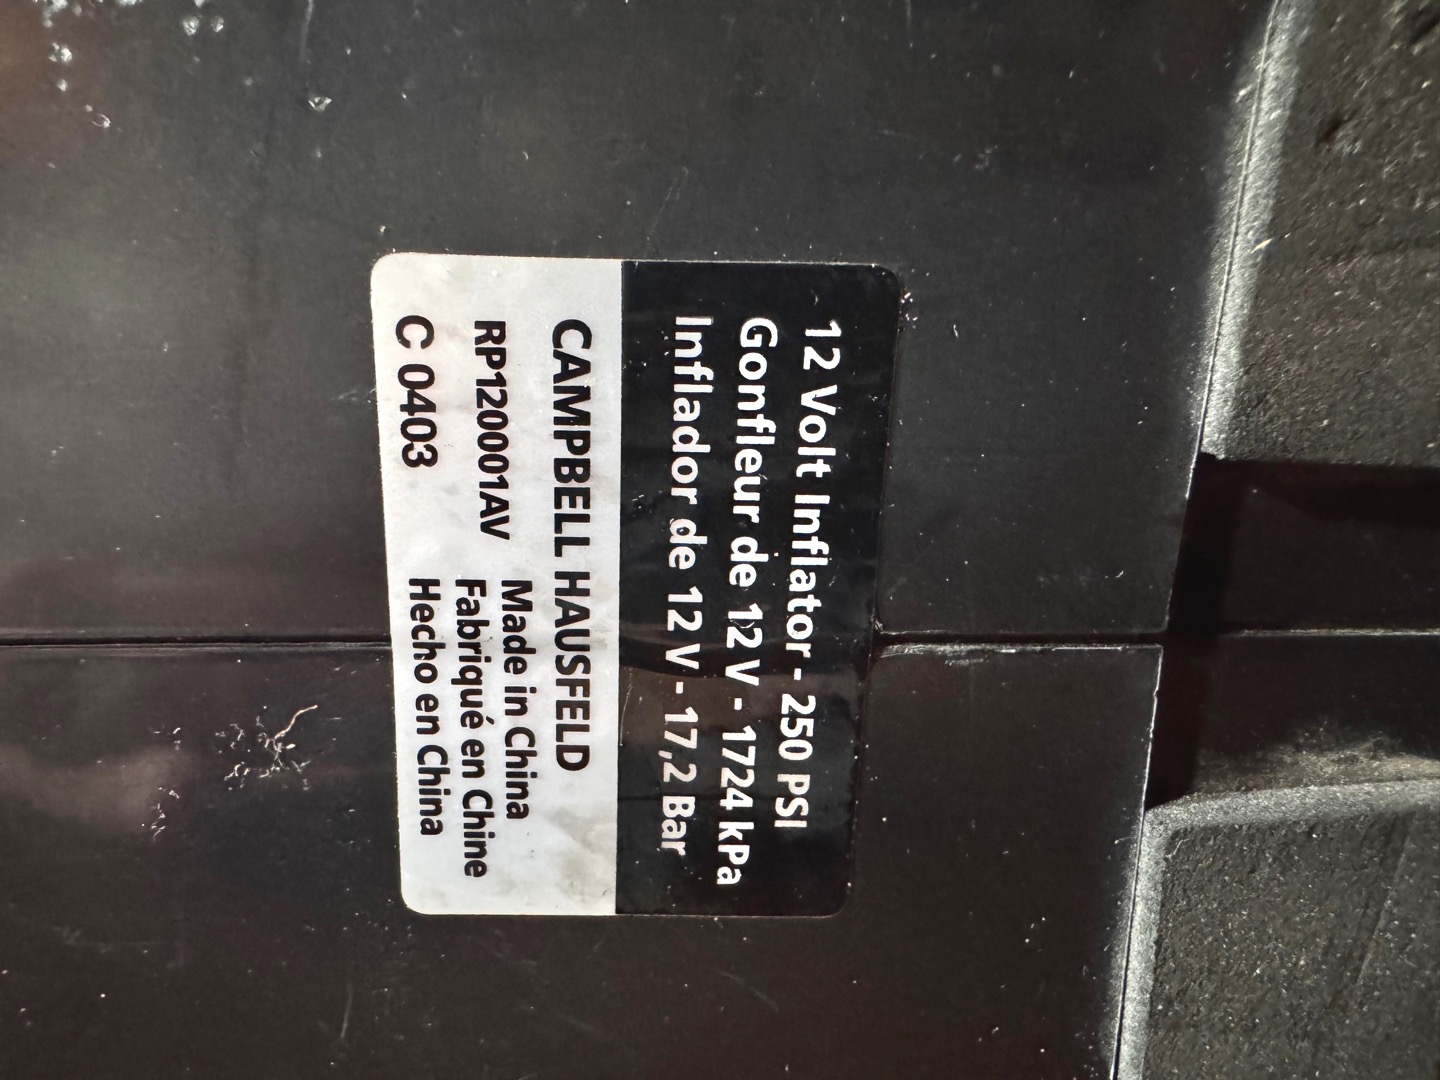 12 Volt Inflator - 250 PSI
Gonfleur de 12 V - 1724 kPa
Inflador de 12 V - 17,2 Bar
CAMPBELL HAUSFELD
RP120001AV
C 0403
Made in China
Fabriqué en Chine
Hecho en China